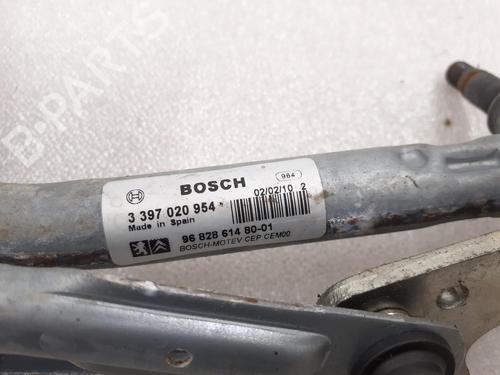 BOSCH
984
02/02/10 2
3 397 020 954
Made in Spain
96 828 614 80-01
BOSCH-MOTEV CEP CEM00
B-PARTS